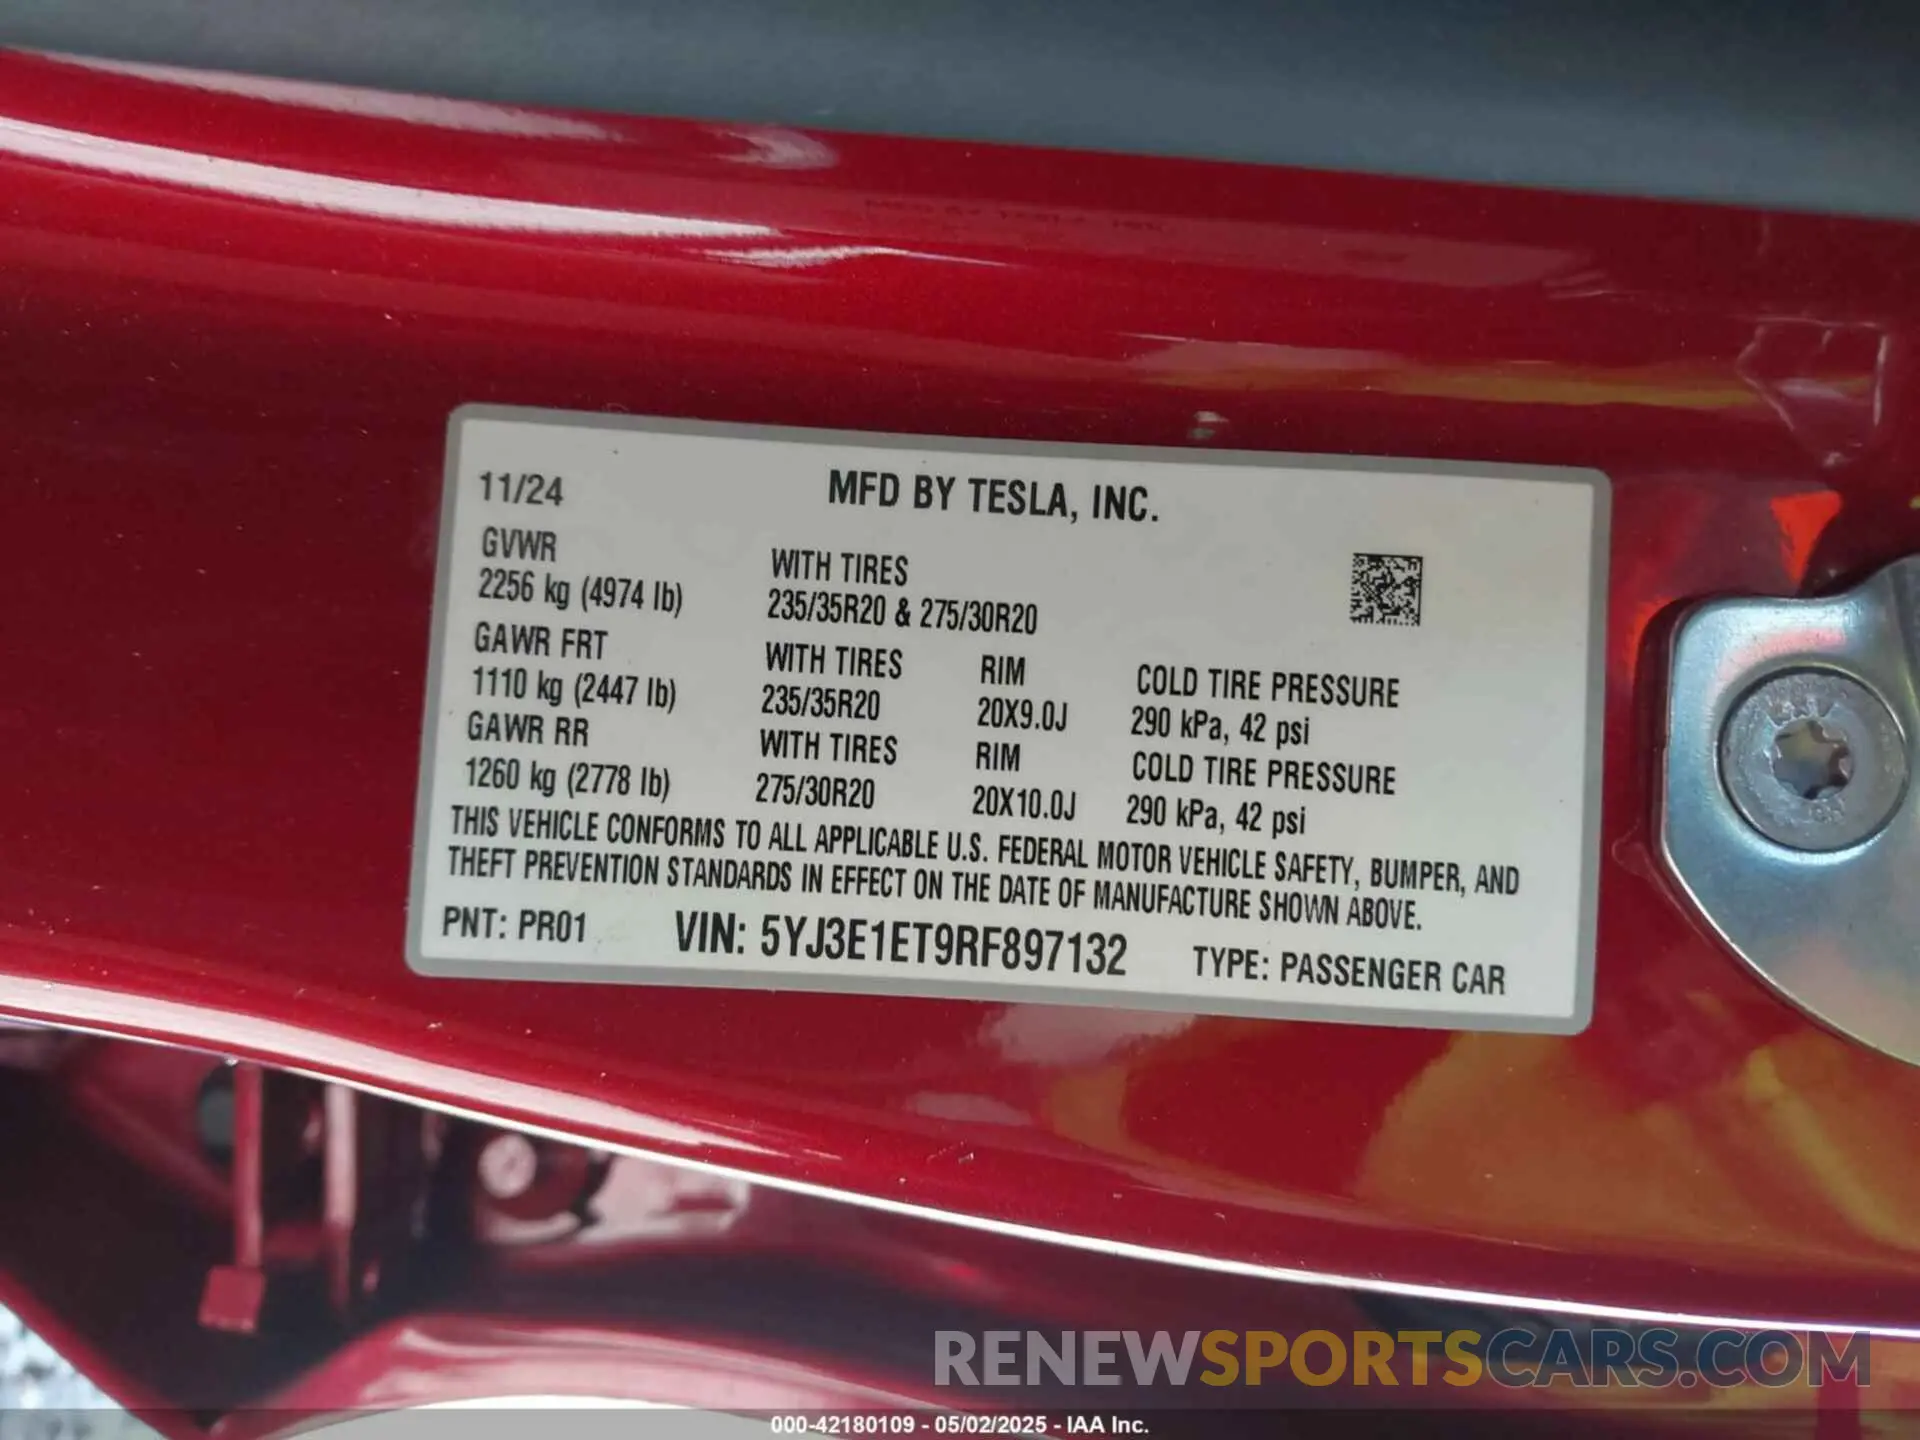 11/24 MFD BY TESLA, INC.
GVWR WITH TIRES
2256 kg (4974 lb) 235/35R20 & 275/30R20
GAWR FRT WITH TIRES RIM COLD TIRE PRESSURE
1110 kg (2447 lb) 235/35R20 20X9.0J 290 kPa, 42 psi
GAWR RR WITH TIRES RIM COLD TIRE PRESSURE
1260 kg (2778 lb) 275/30R20 20X10.0J 290 kPa, 42 psi
THIS VEHICLE CONFORMS TO ALL APPLICABLE U.S. FEDERAL MOTOR VEHICLE SAFETY, BUMPER, AND
THEFT PREVENTION STANDARDS IN EFFECT ON THE DATE OF MANUFACTURE SHOWN ABOVE.
PNT: PR01 VIN: 5YJ3E1ET9RF897132 TYPE: PASSENGER CAR
RENEWSPORTSCARS.COM
000-42180109 - 05/02/2025 - IAA Inc.